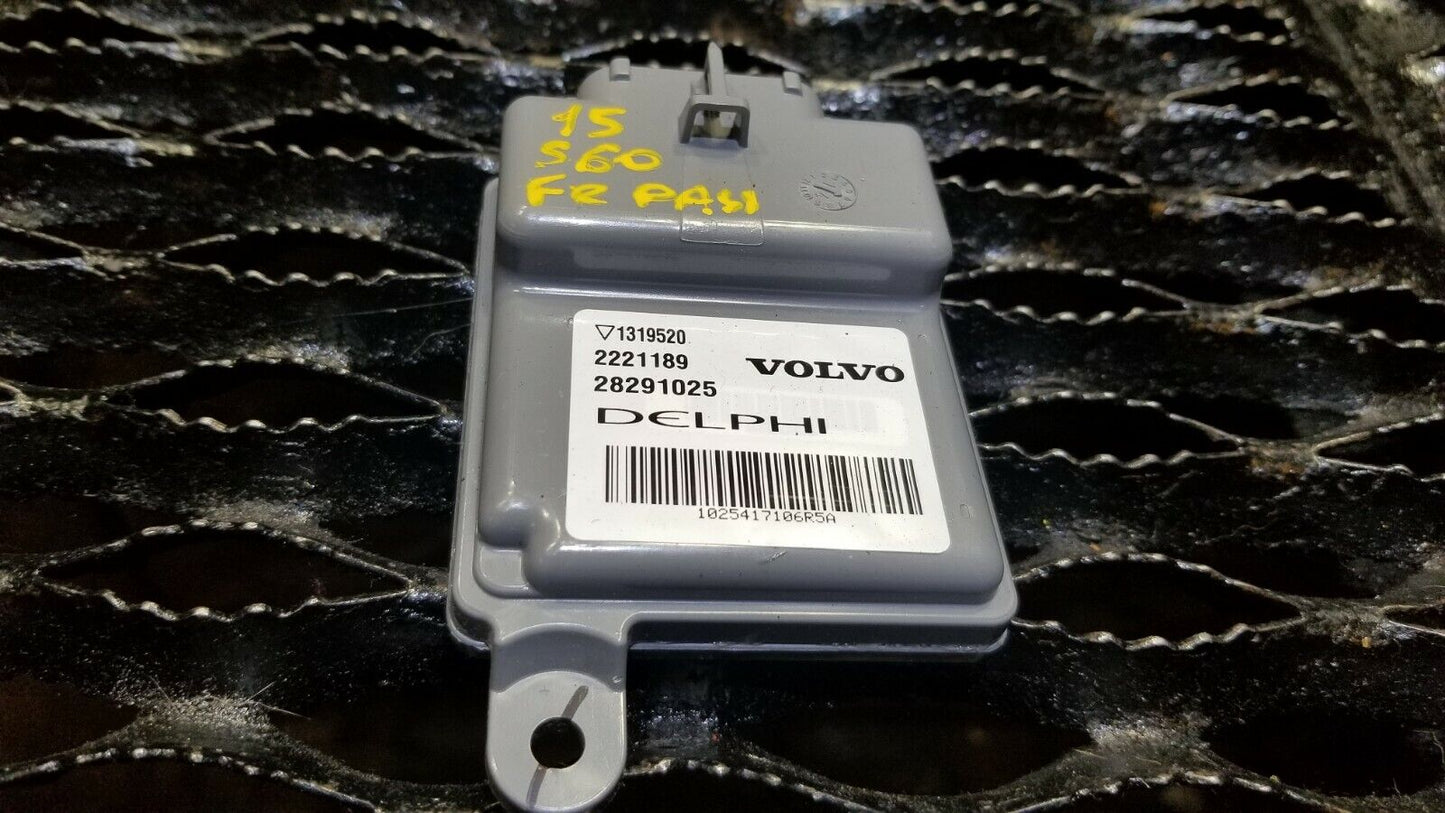 15
S60
FR PASS
▽1319520
2221189
28291025
VOLVO
DELPHI
1025417106R5A